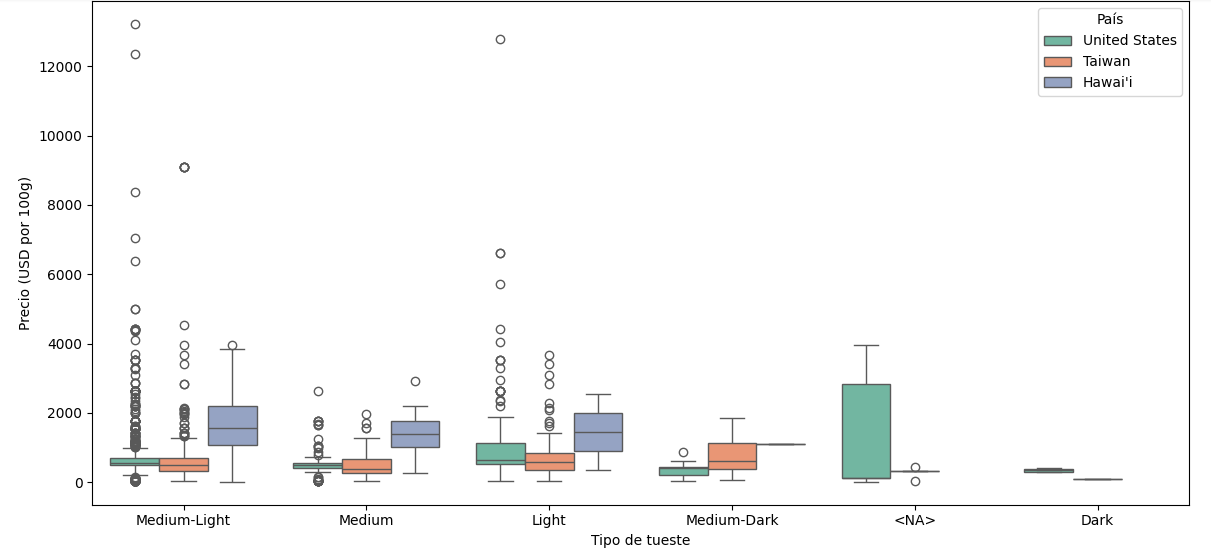 País
United States
Taiwan
Hawai'i
12000
10000
8000
6000
4000
2000
0
Precio (USD por 100g)
Medium-Light
Medium
Light
Medium-Dark
<NA>
Dark
Tipo de tueste